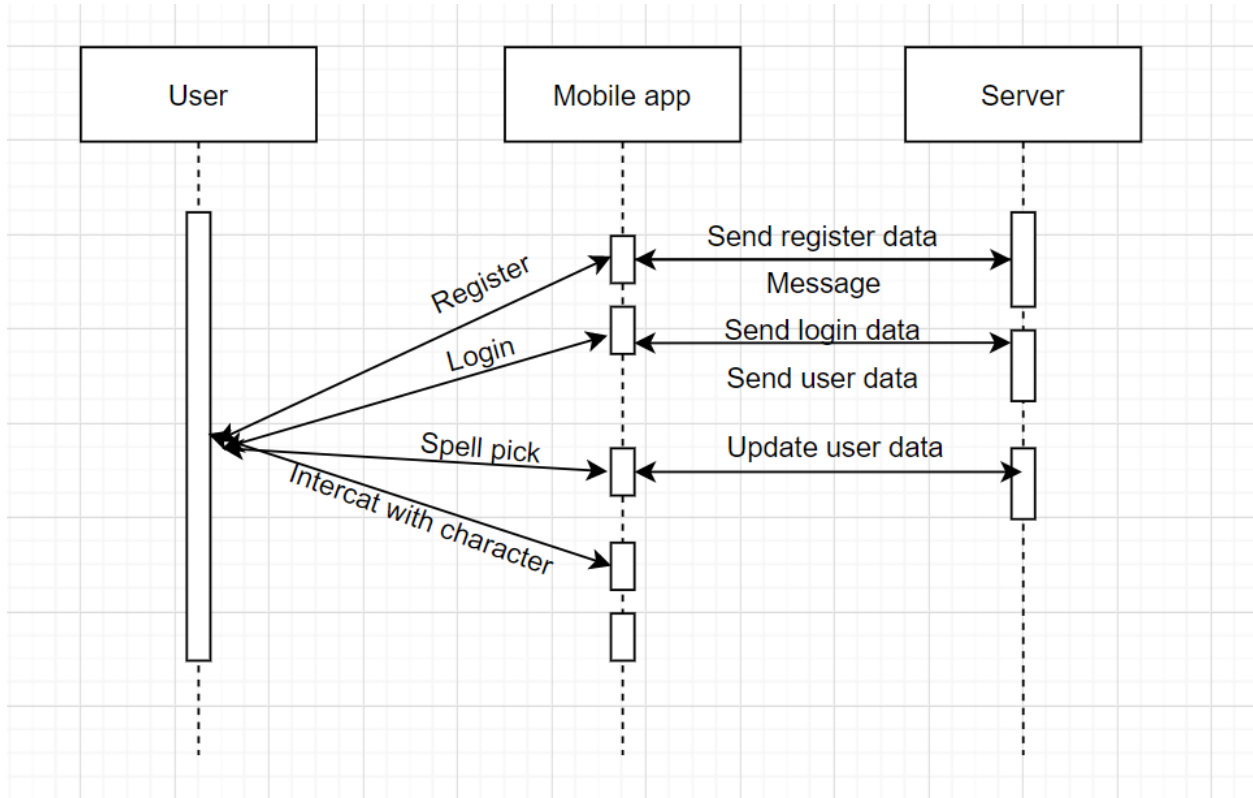 User
Mobile app
Server
Register
Send register data
Message
Login
Send login data
Send user data
Spell pick
Update user data
Intercat with character